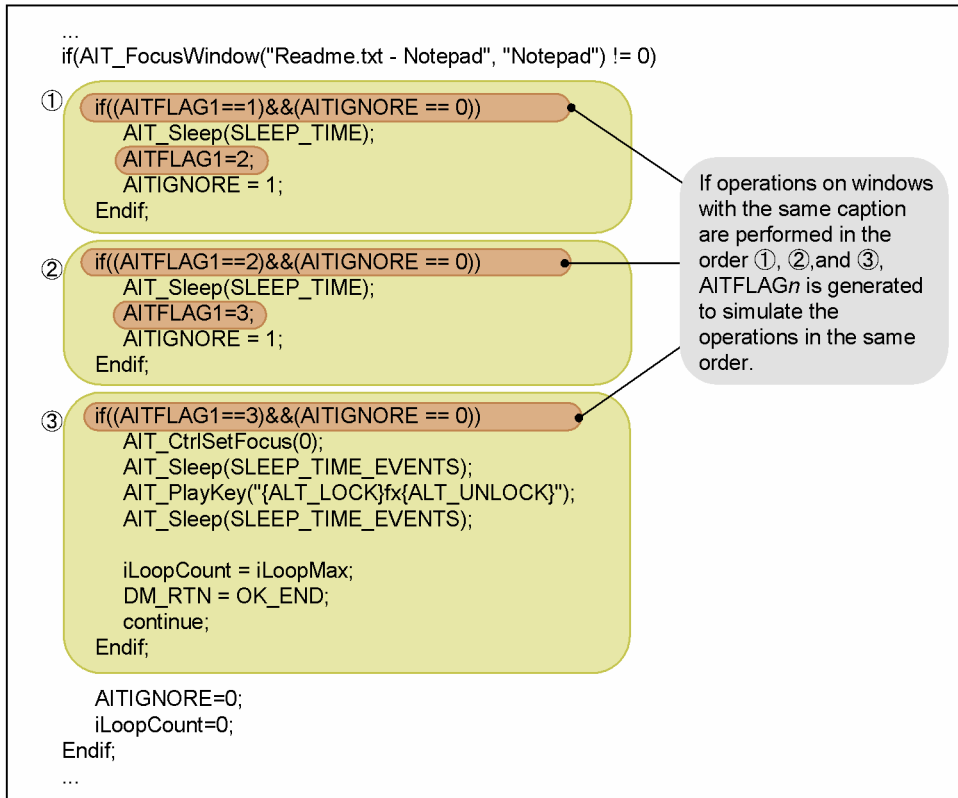 ...
if(AIT_FocusWindow("Readme.txt - Notepad", "Notepad") != 0)
①
if((AITFLAG1==1)&&(AITIGNORE == 0))
AIT_Sleep(SLEEP_TIME);
AITFLAG1=2;
AITIGNORE = 1;
Endif;
②
if((AITFLAG1==2)&&(AITIGNORE == 0))
AIT_Sleep(SLEEP_TIME);
AITFLAG1=3;
AITIGNORE = 1;
Endif;
③
if((AITFLAG1==3)&&(AITIGNORE == 0))
AIT_CtrlSetFocus(0);
AIT_Sleep(SLEEP_TIME_EVENTS);
AIT_PlayKey("{ALT_LOCK}fx{ALT_UNLOCK}");
AIT_Sleep(SLEEP_TIME_EVENTS);
iLoopCount = iLoopMax;
DM_RTN = OK_END;
continue;
Endif;
AITIGNORE=0;
iLoopCount=0;
Endif;
...
If operations on windows
with the same caption
are performed in the
order ①, ②,and ③,
AITFLAGn is generated
to simulate the
operations in the same
order.